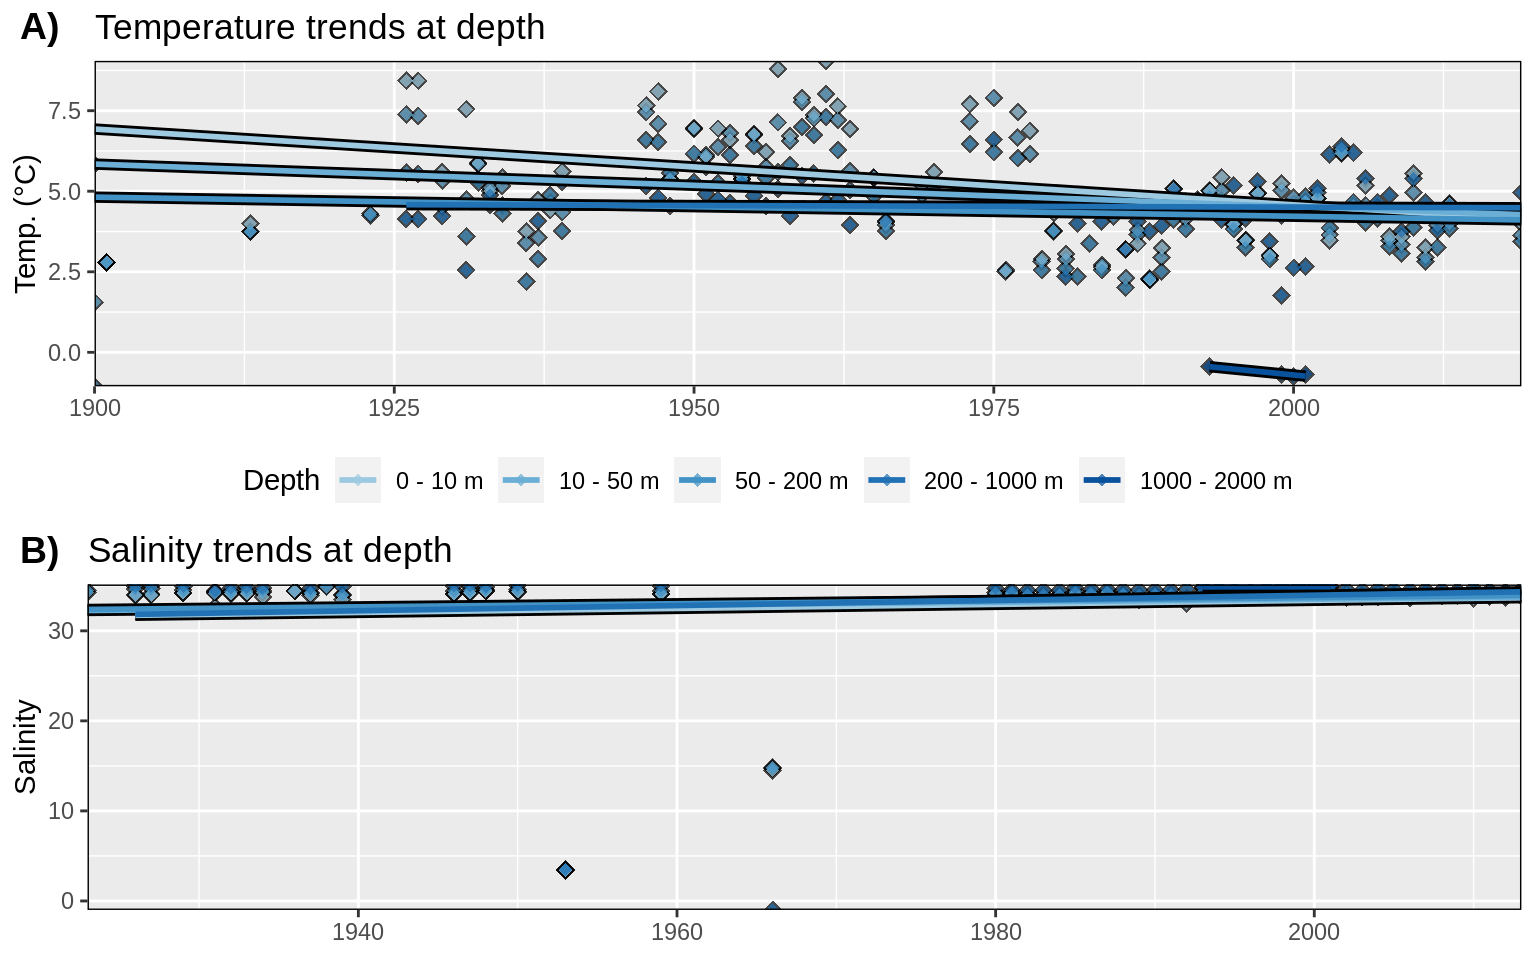 A) Temperature trends at depth
Temp. (°C)
7.5
5.0
2.5
0.0
1900 1925 1950 1975 2000
Depth 0 - 10 m 10 - 50 m 50 - 200 m 200 - 1000 m 1000 - 2000 m
B) Salinity trends at depth
Salinity
30
20
10
0
1940 1960 1980 2000